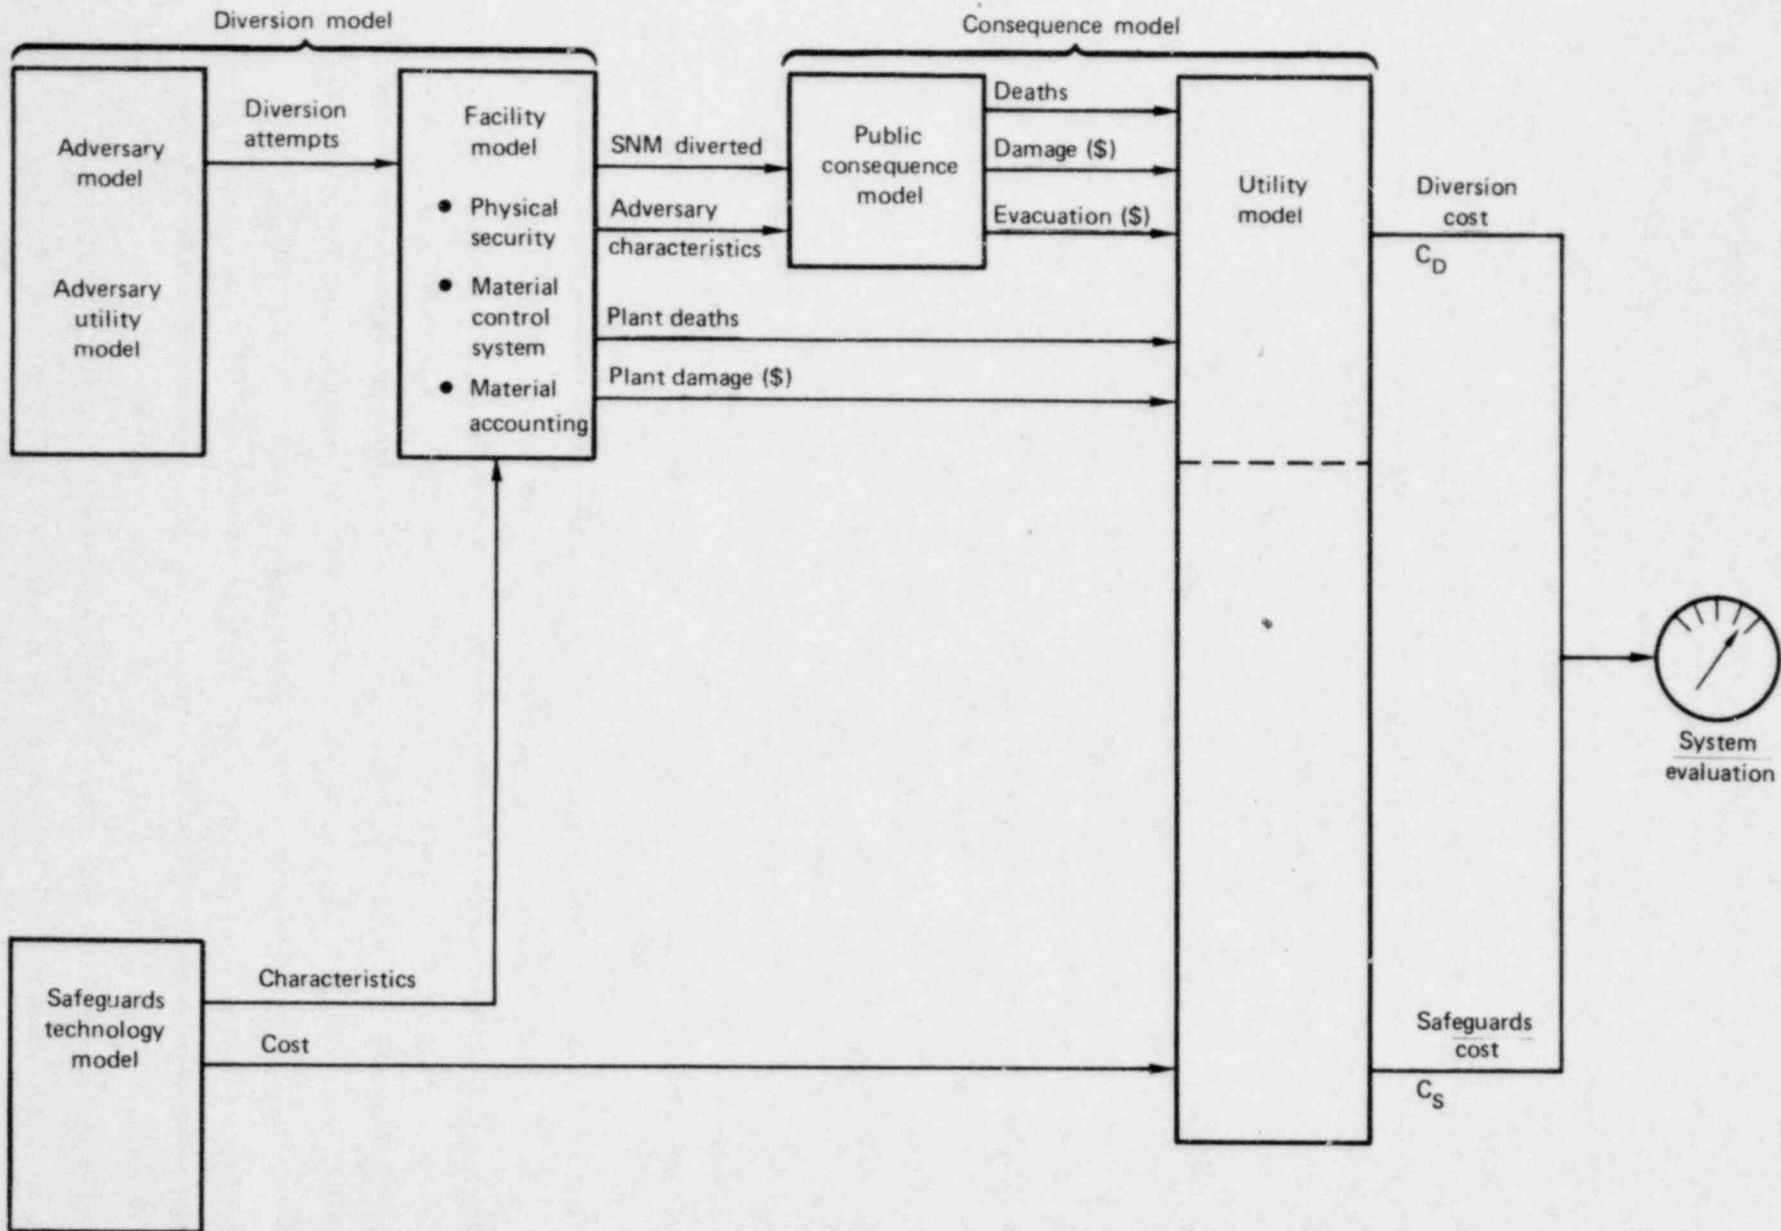 Diversion model
Consequence model
Adversary
model
Adversary
utility
model
Diversion
attempts
Facility
model
● Physical
security
● Material
control
system
● Material
accounting
SNM diverted
Adversary
characteristics
Plant deaths
Plant damage ($)
Public
consequence
model
Deaths
Damage ($)
Evacuation ($)
Utility
model
Diversion
cost
C_D
Safeguards
technology
model
Characteristics
Cost
Safeguards
cost
C_S
System
evaluation